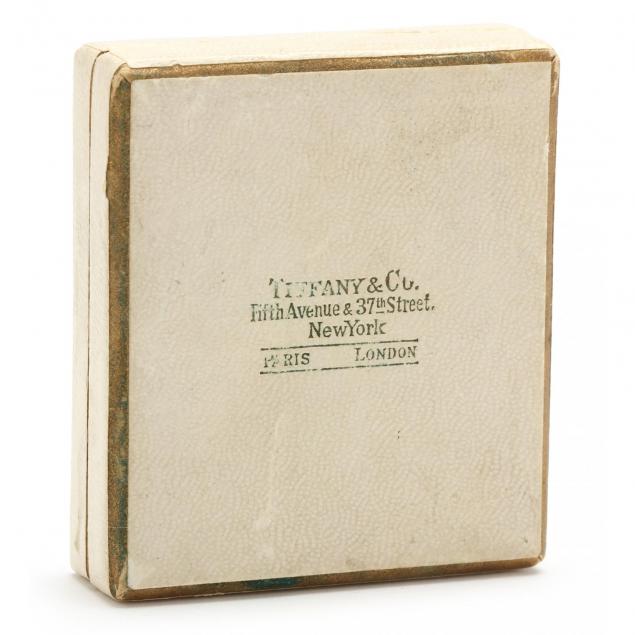 TIFFANY & CO.
Fifth Avenue & 37th Street.
New York
PARIS LONDON